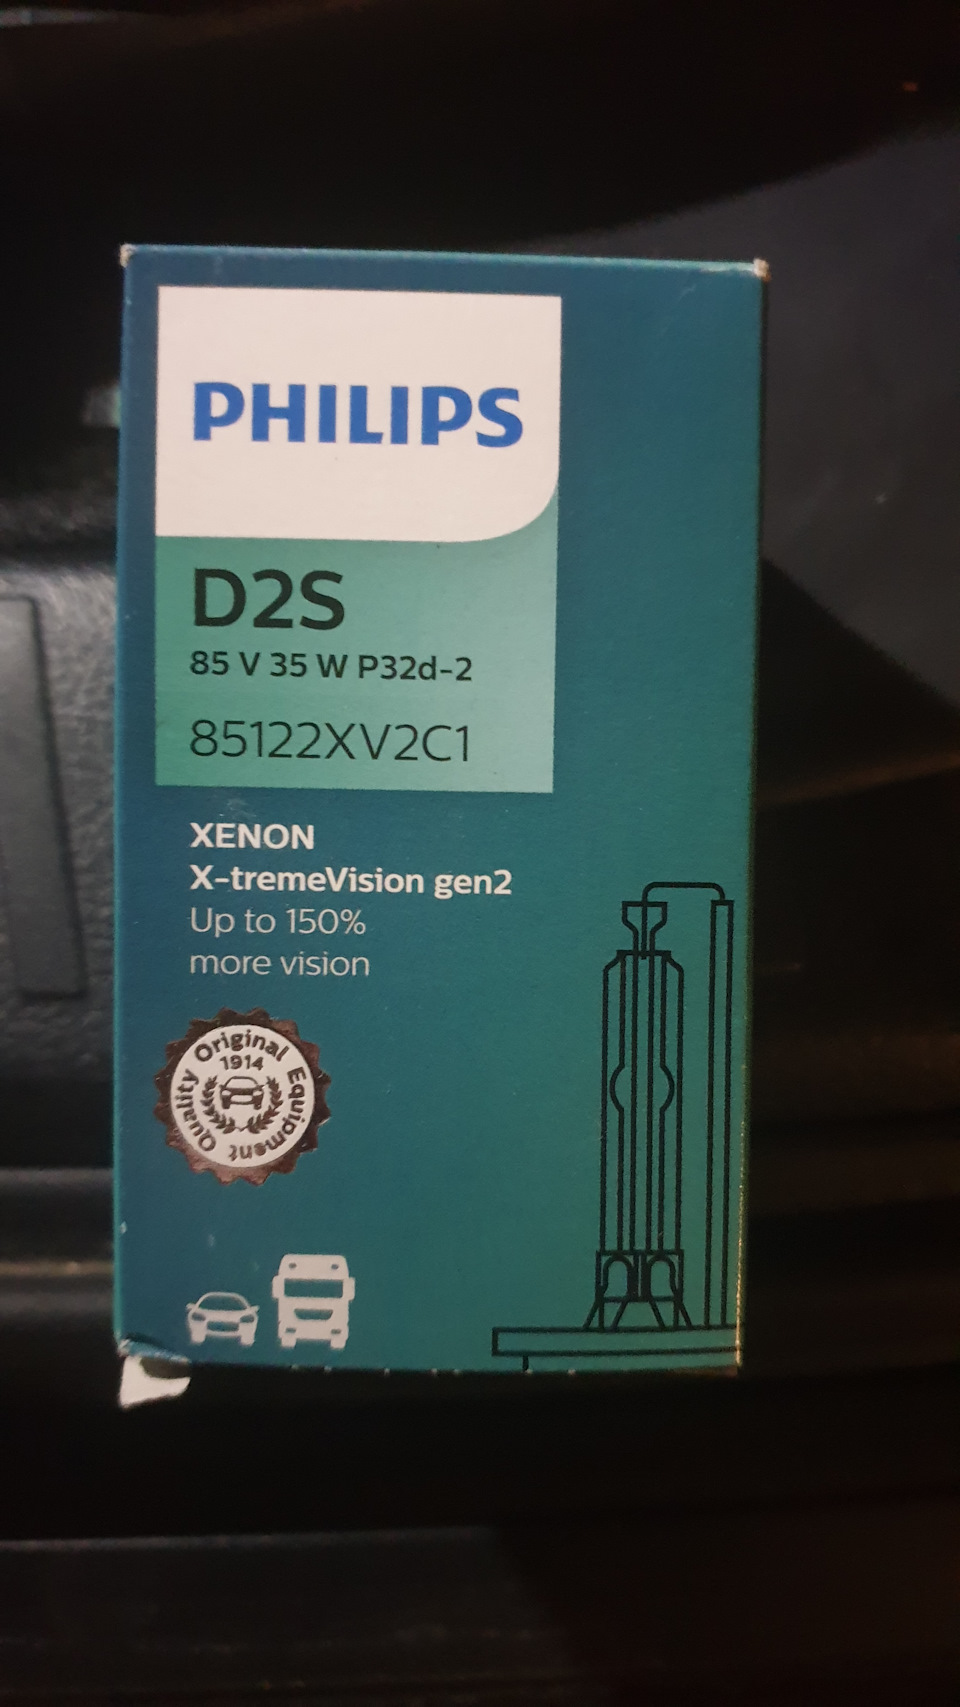 PHILIPS
D2S
85 V 35 W P32d-2
85122XV2C1
XENON
X-tremeVision gen2
Up to 150%
more vision
Quality Original Equipment
1914